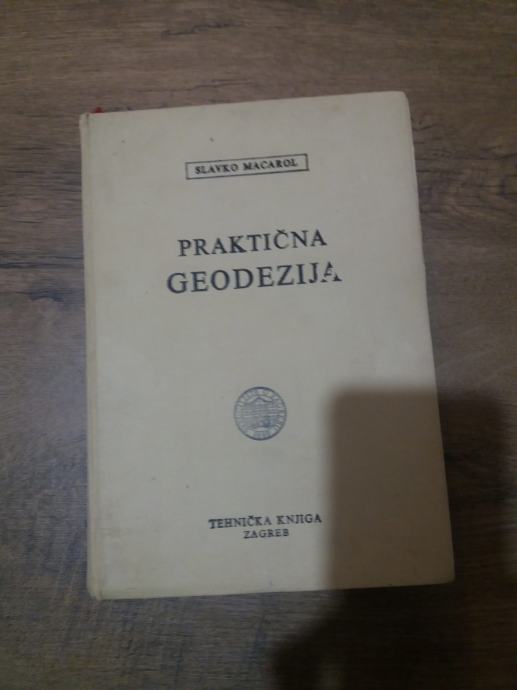 SLAVKO MACAROL
PRAKTIČNA
GEODEZIJA
TEHNIČKA KNJIGA
ZAGREB